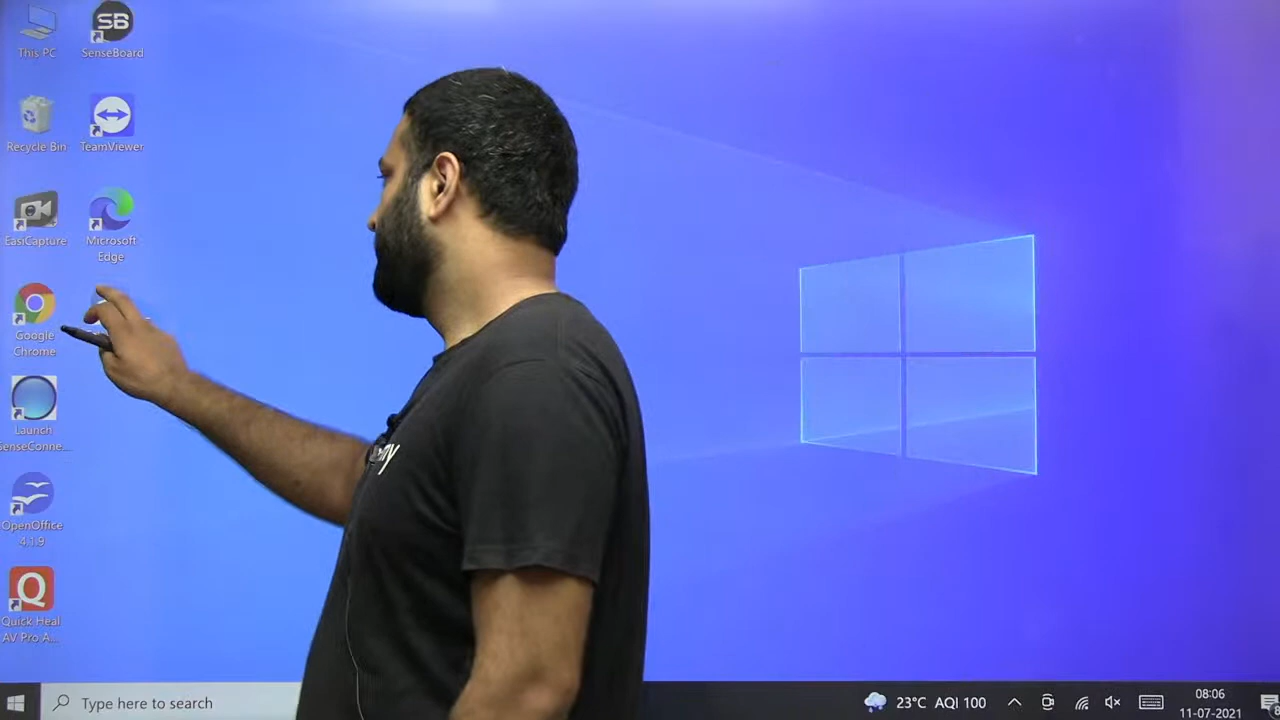 This PC
SenseBoard
SB
Recycle Bin
TeamViewer
EasiCapture
Microsoft
Edge
Google
Chrome
Launch
SenseConne...
OpenOffice
4.1.9
Q
Quick Heal
AV Pro A...
Type here to search
23°C AQI 100
08:06
11-07-2021